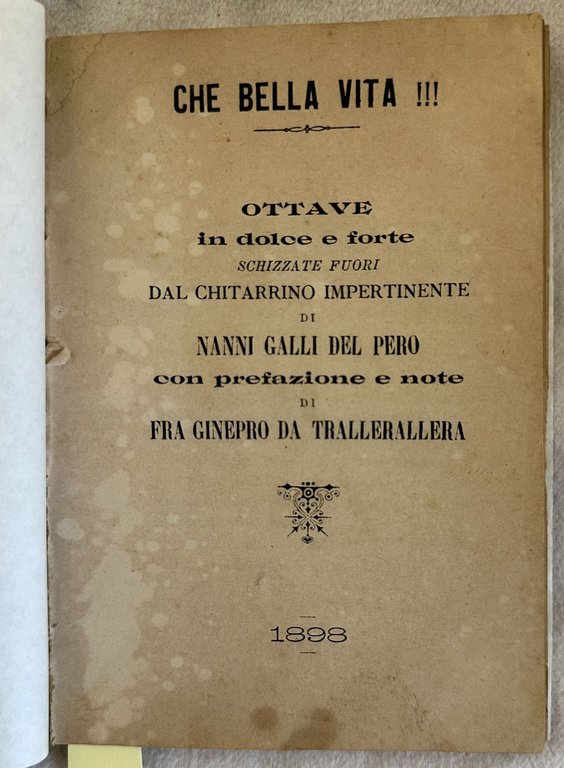 CHE BELLA VITA !!!
OTTAVE
in dolce e forte
SCHIZZATE FUORI
DAL CHITARRINO IMPERTINENTE
DI
NANNI GALLI DEL PERO
con prefazione e note
DI
FRA GINEPRO DA TRALLERALLERA
1898